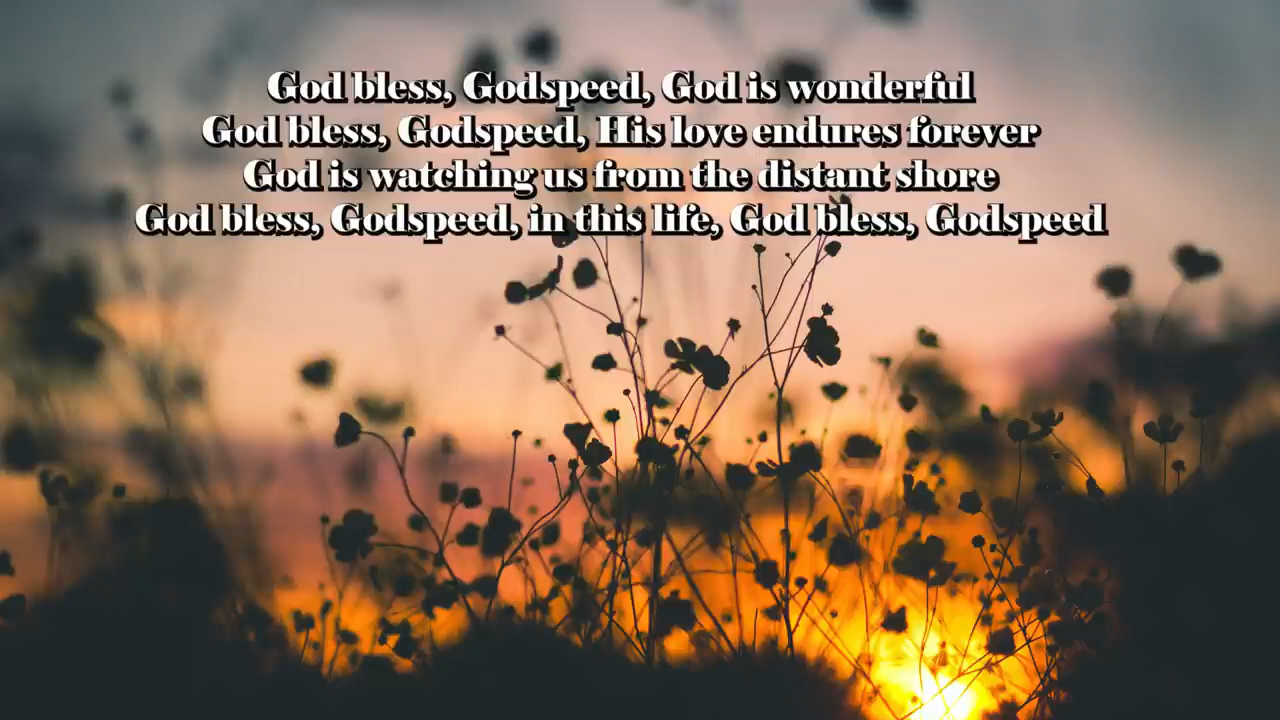 God bless, Godspeed, God is wonderful
God bless, Godspeed, His love endures forever
God is watching us from the distant shore
God bless, Godspeed, in this life, God bless, Godspeed